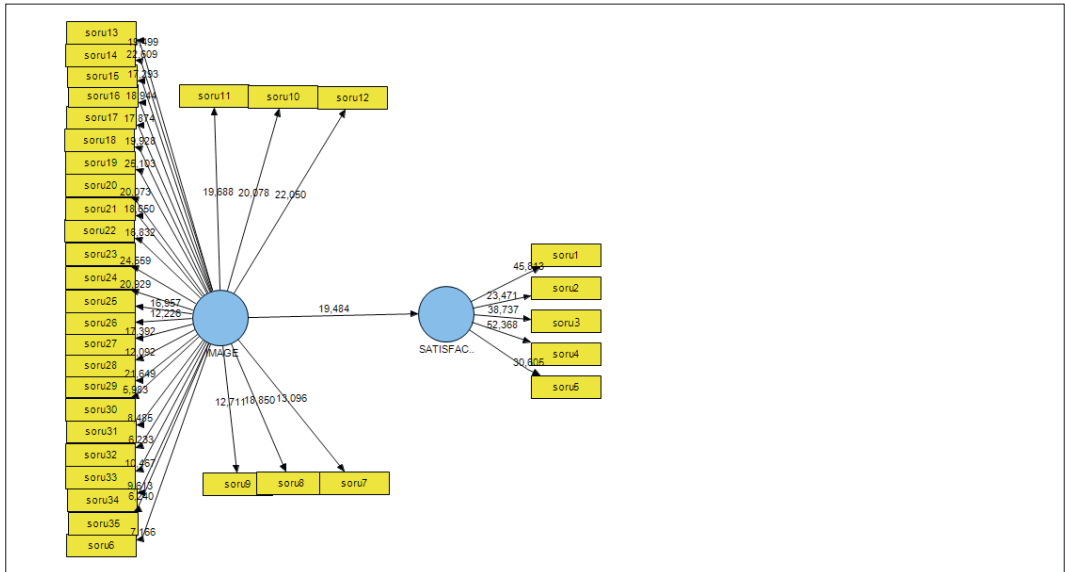 soru13
19,499
soru14
22,609
soru15
17,293
soru16
18,944
soru17
17,874
soru18
19,928
soru19
26,103
soru20
20,073
soru21
18,650
soru22
16,832
soru23
24,559
soru24
20,929
soru25
16,957
12,228
soru26
17,392
soru27
12,092
soru28
21,649
soru29
5,983
soru30
8,485
soru31
6,233
soru32
10,467
soru33
9,613
6,240
soru34
soru35
7,166
soru6
soru11
soru10
soru12
19,688
20,078
22,050
IMAGE
19,484
SATISFAC..
45,813
soru1
23,471
soru2
38,737
soru3
52,368
soru4
30,605
soru5
12,711
18,850
13,096
soru9
soru8
soru7